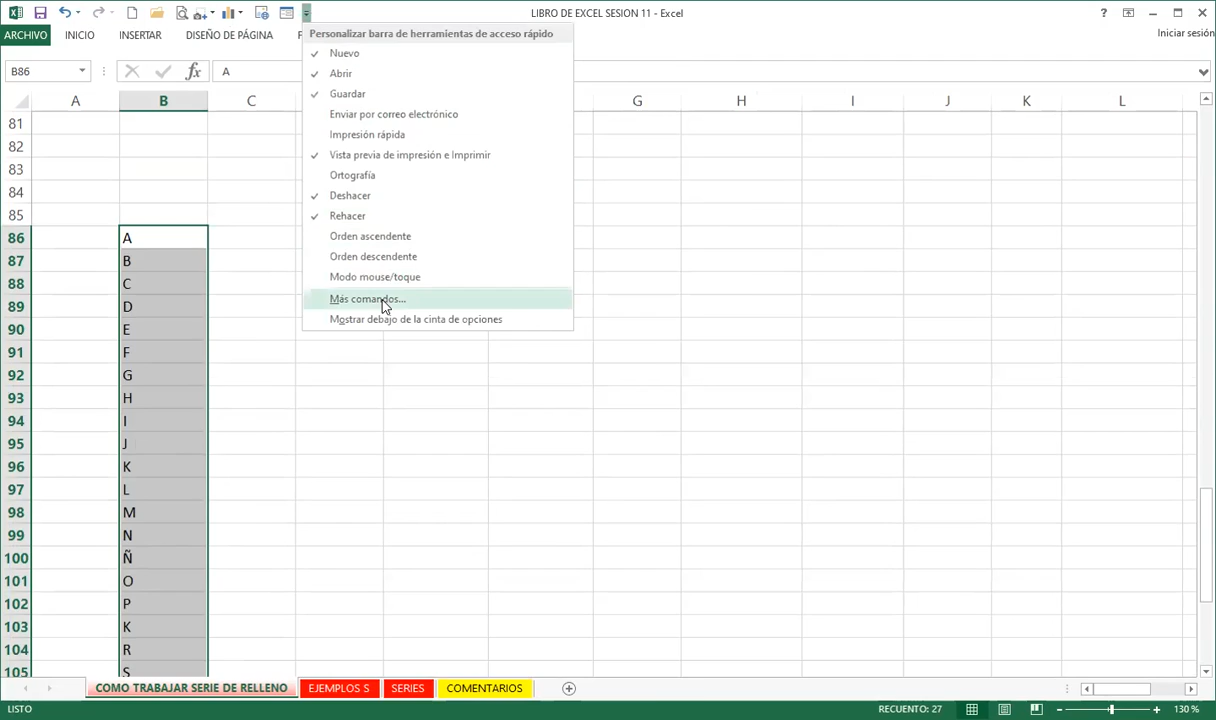 LIBRO DE EXCEL SESION 11 - Excel
?
ARCHIVO INICIO INSERTAR DISEÑO DE PÁGINA
Iniciar sesión
Personalizar barra de herramientas de acceso rápido
Nuevo
Abrir
Guardar
Enviar por correo electrónico
Impresión rápida
Vista previa de impresión e Imprimir
Ortografía
Deshacer
Rehacer
Orden ascendente
Orden descendente
Modo mouse/toque
Más comandos...
Mostrar debajo de la cinta de opciones
B86 fx A
A B C G H I J K L
81
82
83
84
85
86 A
87 B
88 C
89 D
90 E
91 F
92 G
93 H
94 I
95 J
96 K
97 L
98 M
99 N
100 Ñ
101 O
102 P
103 K
104 R
105 S
COMO TRABAJAR SERIE DE RELLENO EJEMPLOS S SERIES COMENTARIOS
LISTO RECUENTO: 27 130 %